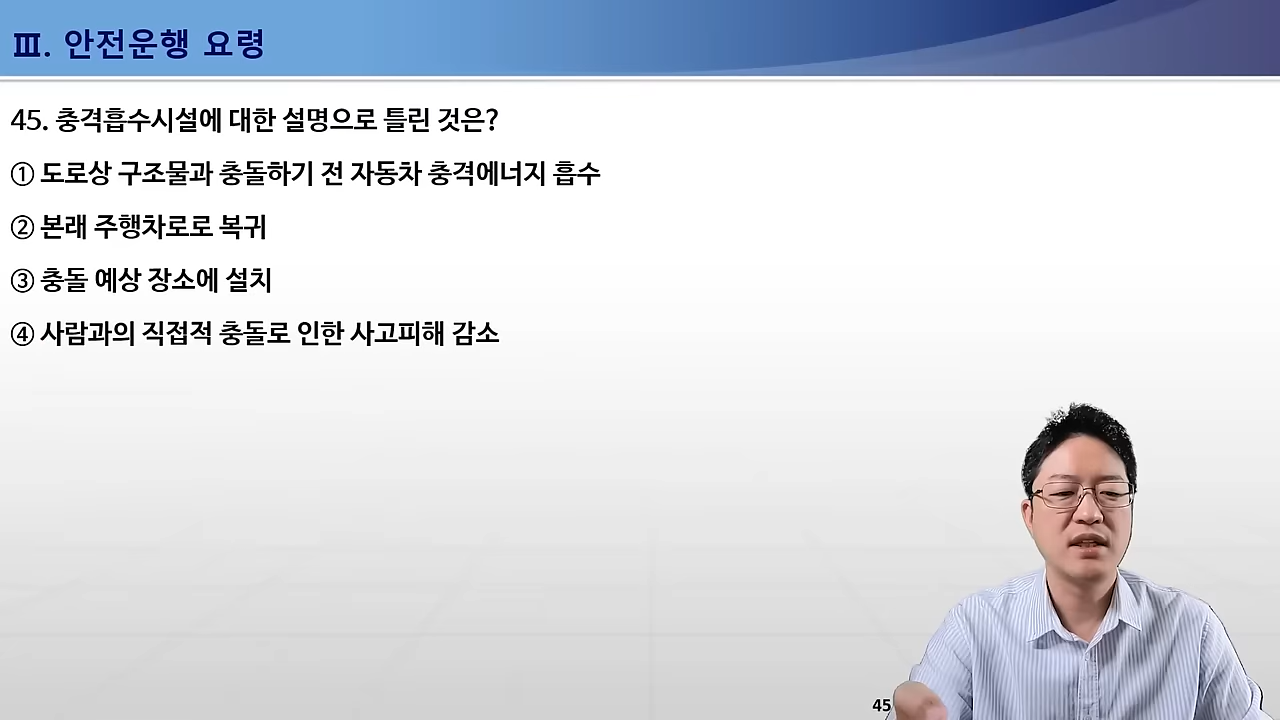 Ⅲ. 안전운행 요령
45. 충격흡수시설에 대한 설명으로 틀린 것은?
① 도로상 구조물과 충돌하기 전 자동차 충격에너지 흡수
② 본래 주행차로로 복귀
③ 충돌 예상 장소에 설치
④ 사람과의 직접적 충돌로 인한 사고피해 감소
45